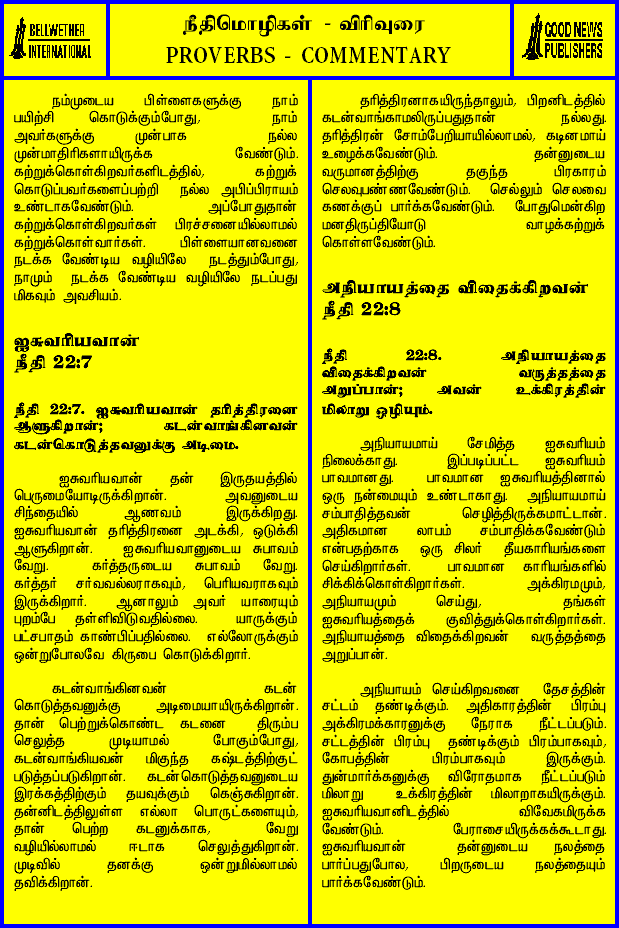 BELLWETHER
INTERNATIONAL
நீதிமொழிகள் - விரிவுரை
PROVERBS - COMMENTARY
GOOD NEWS
PUBLISHERS
நம்முடைய பிள்ளைகளுக்கு நாம்
பயிற்சி கொடுக்கும்போது, நாம்
அவர்களுக்கு முன்பாக நல்ல
முன்மாதிரிகளாயிருக்க வேண்டும்.
கற்றுக்கொள்கிறவர்களிடத்தில், கற்றுக்
கொடுப்பவர்களைப்பற்றி நல்ல அபிப்பிராயம்
உண்டாகவேண்டும். அப்போதுதான்
கற்றுக்கொள்கிறவர்கள் பிரச்சனையில்லாமல்
கற்றுக்கொள்வார்கள். பிள்ளையானவனை
நடக்க வேண்டிய வழியிலே நடத்தும்போது,
நாமும் நடக்க வேண்டிய வழியிலே நடப்பது
மிகவும் அவசியம்.
ஐசுவரியவான்
நீதி 22:7
நீதி 22:7. ஐசுவரியவான் தரித்திரனை
ஆளுகிறான்; கடன்வாங்கினவன்
கடன்கொடுத்தவனுக்கு அடிமை.
ஐசுவரியவான் தன் இருதயத்தில்
பெருமையோடிருக்கிறான். அவனுடைய
சிந்தையில் ஆணவம் இருக்கிறது.
ஐசுவரியவான் தரித்திரனை அடக்கி, ஒடுக்கி
ஆளுகிறான். ஐசுவரியவானுடைய சுபாவம்
வேறு. கர்த்தருடைய சுபாவம் வேறு.
கர்த்தர் சர்வவல்லராகவும், பெரியவராகவும்
இருக்கிறார். ஆனாலும் அவர் யாரையும்
புறம்பே தள்ளிவிடுவதில்லை. யாருக்கும்
பட்சபாதம் காண்பிப்பதில்லை. எல்லோருக்கும்
ஒன்றுபோலவே கிருபை கொடுக்கிறார்.
கடன்வாங்கினவன் கடன்
கொடுத்தவனுக்கு அடிமையாயிருக்கிறான்.
தான் பெற்றுக்கொண்ட கடனை திரும்ப
செலுத்த முடியாமல் போகும்போது,
கடன்வாங்கியவன் மிகுந்த கஷ்டத்திற்குட்
படுத்தப்படுகிறான். கடன்கொடுத்தவனுடைய
இரக்கத்திற்கும் தயவுக்கும் கெஞ்சுகிறான்.
தன்னிடத்திலுள்ள எல்லா பொருட்களையும்,
தான் பெற்ற கடனுக்காக, வேறு
வழியில்லாமல் ஈடாக செலுத்துகிறான்.
முடிவில் தனக்கு ஒன்றுமில்லாமல்
தவிக்கிறான்.
தரித்திரனாகயிருந்தாலும், பிறனிடத்தில்
கடன்வாங்காமலிருப்பதுதான் நல்லது.
தரித்திரன் சோம்பேறியாயில்லாமல், கடினமாய்
உழைக்கவேண்டும். தன்னுடைய
வருமானத்திற்கு தகுந்த பிரகாரம்
செலவுபண்ணவேண்டும். செல்லும் செலவை
கணக்குப் பார்க்கவேண்டும். போதுமென்கிற
மனதிருப்தியோடு வாழக்கற்றுக்
கொள்ளவேண்டும்.
அநியாயத்தை விதைக்கிறவன்
நீதி 22:8
நீதி 22:8. அநியாயத்தை
விதைக்கிறவன் வருத்தத்தை
அறுப்பான்; அவன் உக்கிரத்தின்
மிலாறு ஒழியும்.
அநியாயமாய் சேமித்த ஐசுவரியம்
நிலைக்காது. இப்படிப்பட்ட ஐசுவரியம்
பாவமானது. பாவமான ஐசுவரியத்தினால்
ஒரு நன்மையும் உண்டாகாது. அநியாயமாய்
சம்பாதித்தவன் செழித்திருக்கமாட்டான்.
அதிகமான லாபம் சம்பாதிக்கவேண்டும்
என்பதற்காக ஒரு சிலர் தீயகாரியங்களை
செய்கிறார்கள். பாவமான காரியங்களில்
சிக்கிக்கொள்கிறார்கள். அக்கிரமமும்,
அநியாயமும் செய்து, தங்கள்
ஐசுவரியத்தைக் குவித்துக்கொள்கிறார்கள்.
அநியாயத்தை விதைக்கிறவன் வருத்தத்தை
அறுப்பான்.
அநியாயம் செய்கிறவனை தேசத்தின்
சட்டம் தண்டிக்கும். அதிகாரத்தின் பிரம்பு
அக்கிரமக்காரனுக்கு நேராக நீட்டப்படும்.
சட்டத்தின் பிரம்பு தண்டிக்கும் பிரம்பாகவும்,
கோபத்தின் பிரம்பாகவும் இருக்கும்.
துன்மார்க்கனுக்கு விரோதமாக நீட்டப்படும்
மிலாறு உக்கிரத்தின் மிலாறாகயிருக்கும்.
ஐசுவரியவானிடத்தில் விவேகமிருக்க
வேண்டும். பேராசையிருக்கக்கூடாது.
ஐசுவரியவான் தன்னுடைய நலத்தை
பார்ப்பதுபோல, பிறருடைய நலத்தையும்
பார்க்கவேண்டும்.